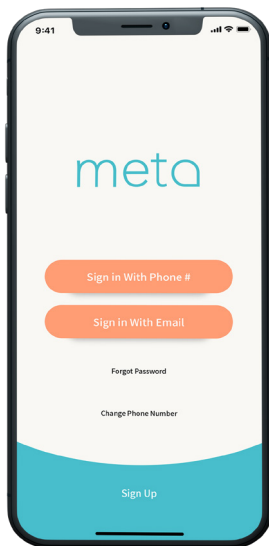 9:41
meta
Sign in With Phone #
Sign in With Email
Forgot Password
Change Phone Number
Sign Up